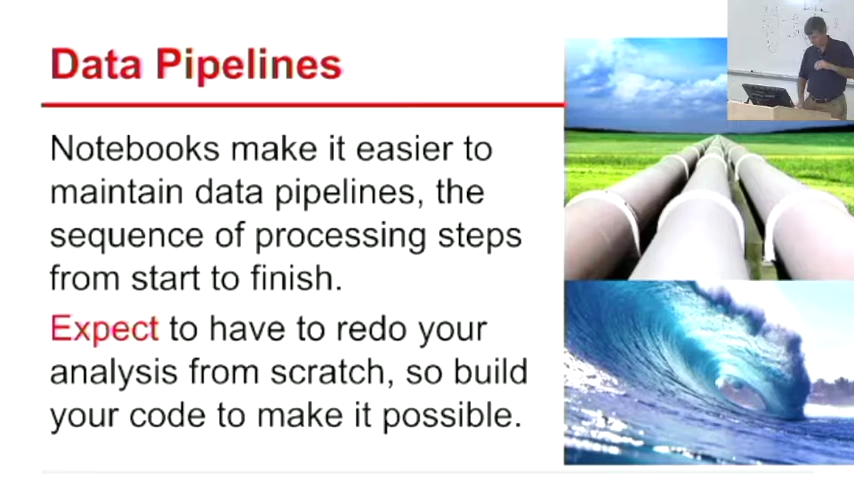 Data Pipelines
Notebooks make it easier to
maintain data pipelines, the
sequence of processing steps
from start to finish.
Expect to have to redo your
analysis from scratch, so build
your code to make it possible.